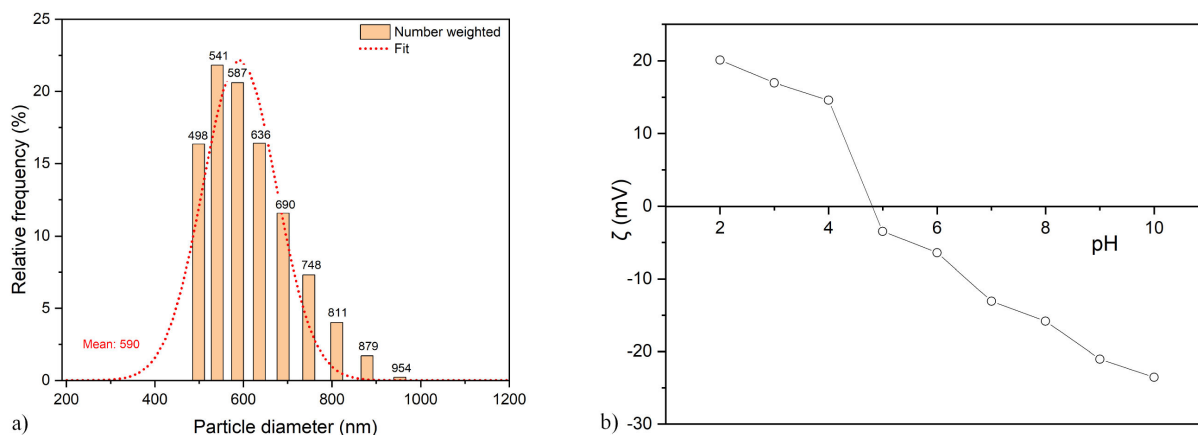 25
20
15
10
5
0
Relative frequency (%)
Number weighted
Fit
498
541
587
636
690
748
811
879
954
Mean: 590
200 400 600 800 1000 1200
Particle diameter (nm)
a)
20
10
0
-10
-20
-30
ζ (mV)
2 4 6 8 10
pH
b)